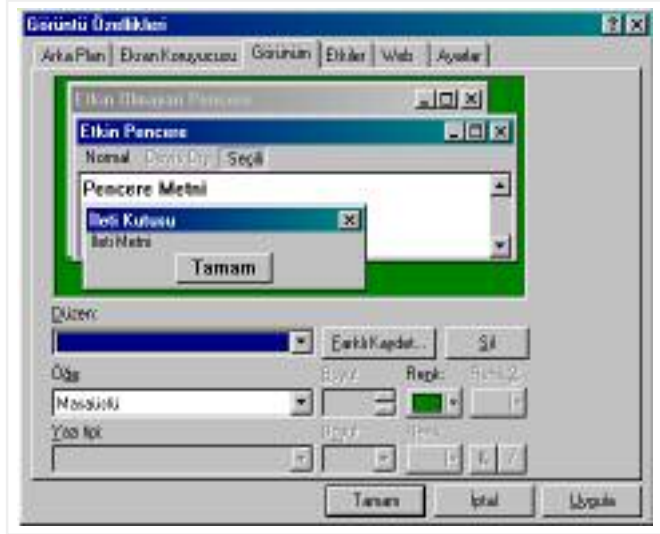 Görüntü Özellikleri
Arka Plan Ekran Koruyucusu Görünüm Etkiler Web Ayarlar
Etkin Olmayan Pencere
Etkin Pencere
Normal Devre Dışı Seçili
Pencere Metni
İleti Kutusu
İleti Metni
Tamam
Düzen:
Farklı Kaydet... Sil
Öğe Boyut: Renk: Renk 2:
Masaüstü
Yazı tipi: Boyut: Renk:
Tamam İptal Uygula